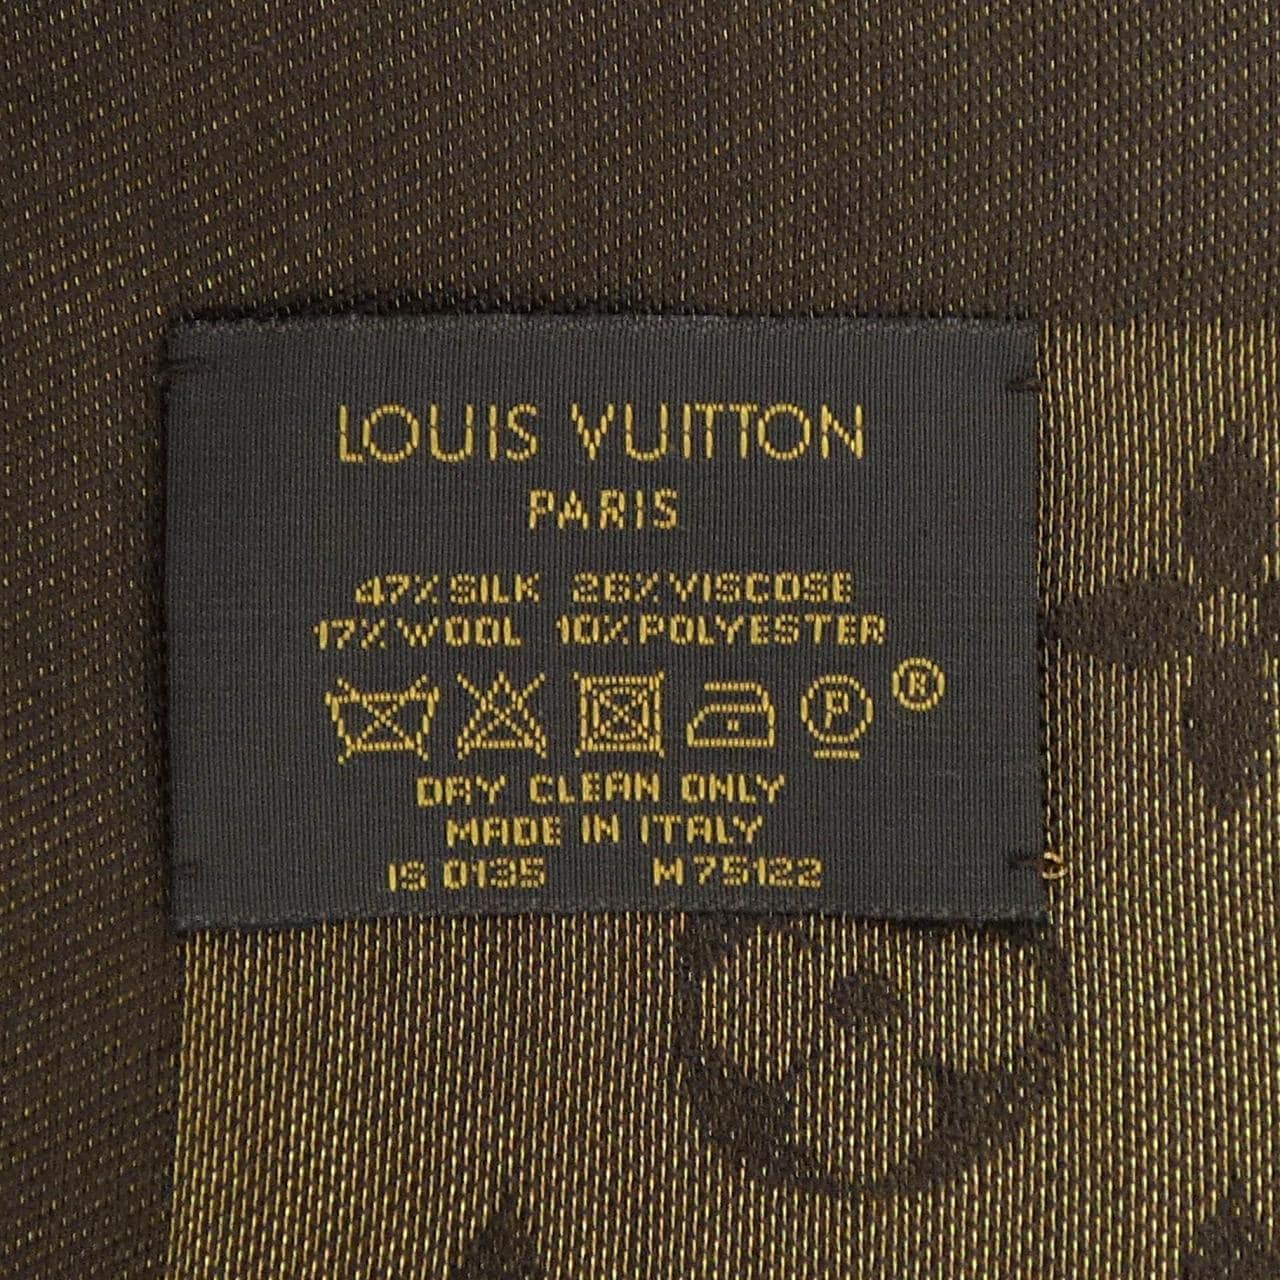 LOUIS VUITTON
PARIS
47% SILK 26% VISCOSE
17% WOOL 10% POLYESTER
P ®
DRY CLEAN ONLY
MADE IN ITALY
IS 0135 M75122